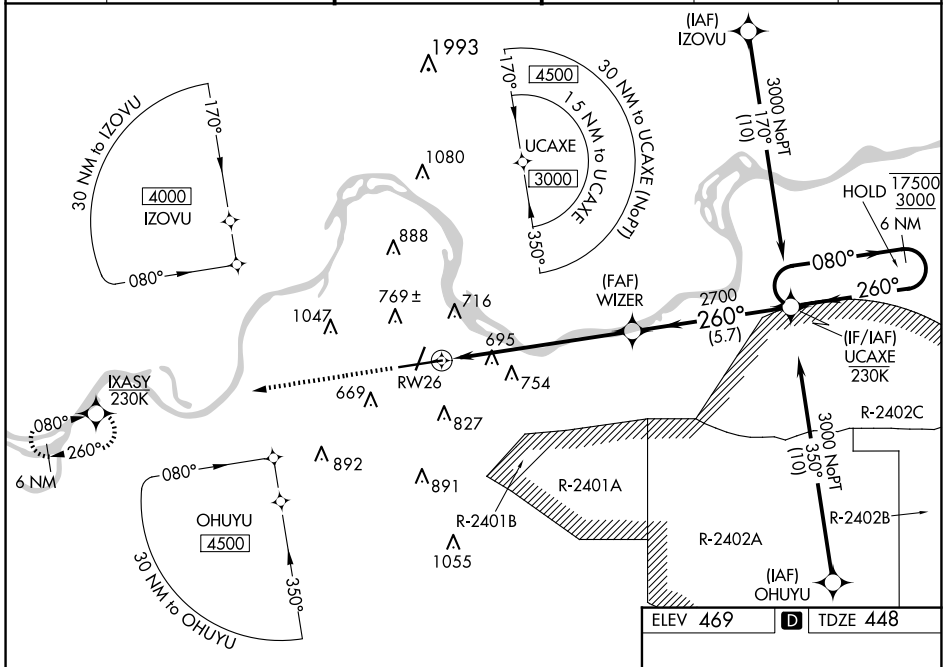 (IAF)
IZOVU
1993
170°
4500
30 NM to UCAXE (NoPT)
15 NM to UCAXE
UCAXE
3000
350°
3000 NoPT
170°
(10)
30 NM to IZOVU
170°
4000
IZOVU
080°
1080
888
HOLD
17500
3000
6 NM
080°
260°
(FAF)
WIZER
2700
260°
(5.7)
769±
716
1047
695
(IF/IAF)
UCAXE
230K
IXASY
230K
RW26
754
669
827
R-2402C
080°
260°
6 NM
3000 NoPT
350°
(10)
892
891
080°
OHUYU
4500
350°
30 NM to OHUYU
R-2401A
R-2401B
R-2402B
R-2402A
1055
(IAF)
OHUYU
ELEV 469 D TDZE 448